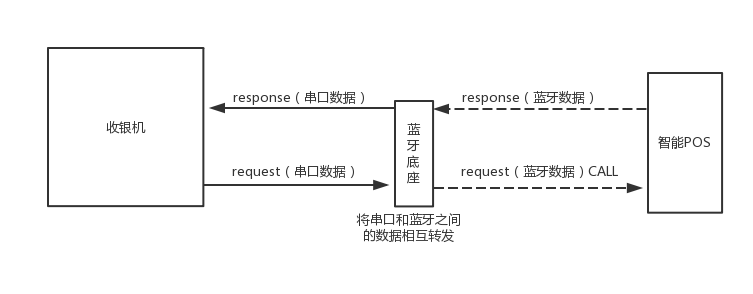 response（串口数据）
response（蓝牙数据）
收银机
蓝
牙
底
座
智能POS
request（串口数据）
request（蓝牙数据）CALL
将串口和蓝牙之间
的数据相互转发